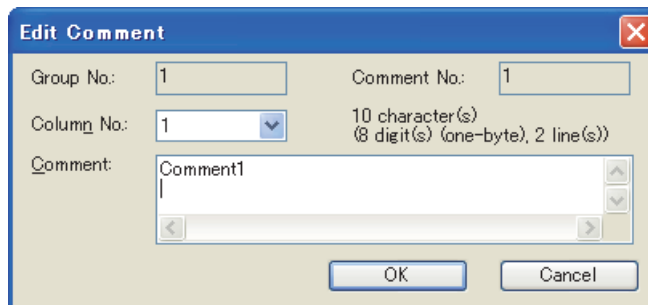 Edit Comment
Group No.: 1 Comment No.: 1
Column No.: 1 10 character(s)
(8 digit(s) (one-byte), 2 line(s))
Comment: Comment1
OK Cancel